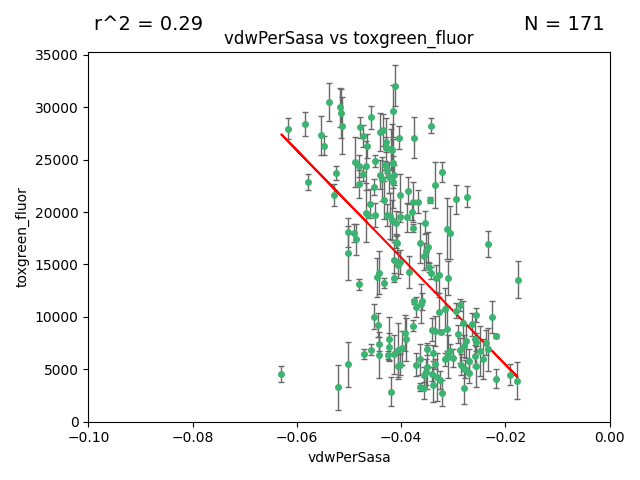 r^2 = 0.29
N = 171
vdwPerSasa vs toxgreen_fluor
35000
30000
25000
20000
15000
10000
5000
0
toxgreen_fluor
−0.10
−0.08
−0.06
−0.04
−0.02
0.00
vdwPerSasa